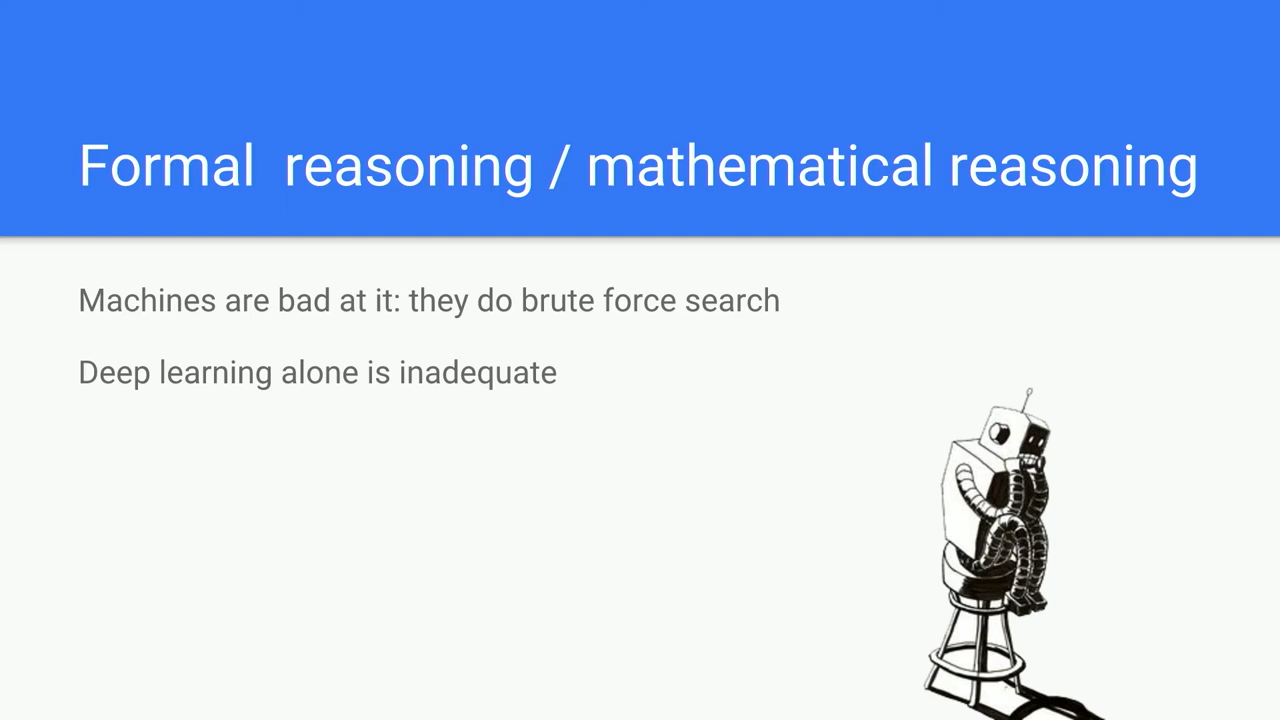 Formal  reasoning / mathematical reasoning
Machines are bad at it: they do brute force search
Deep learning alone is inadequate